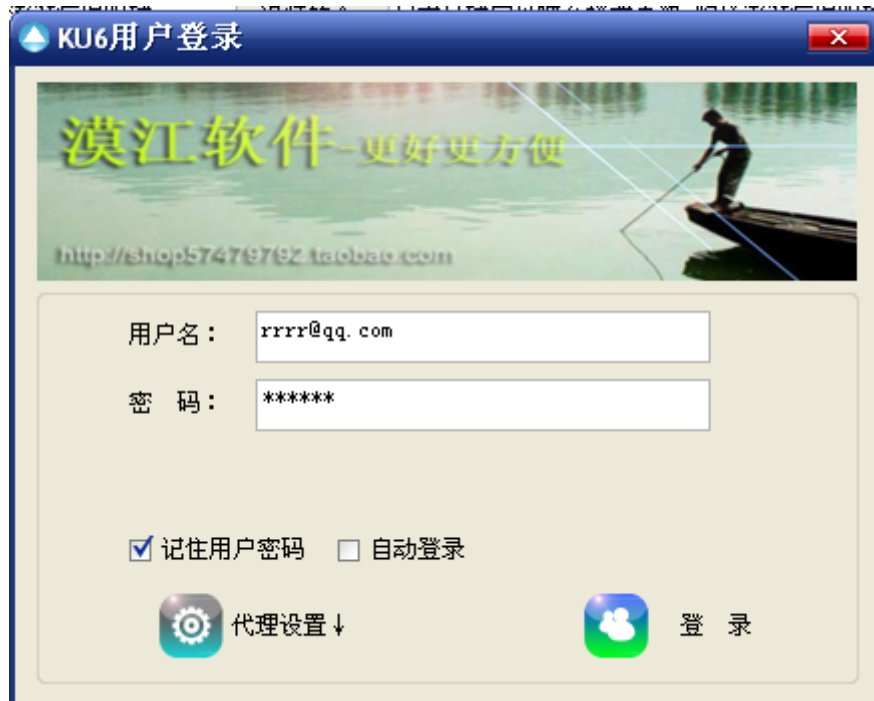 KU6用户登录
漠江软件-更好更方便
http://shop57479792.taobao.com
用户名：
rrrr@qq.com
密 码：
******
记住用户密码 自动登录
代理设置↓ 登 录